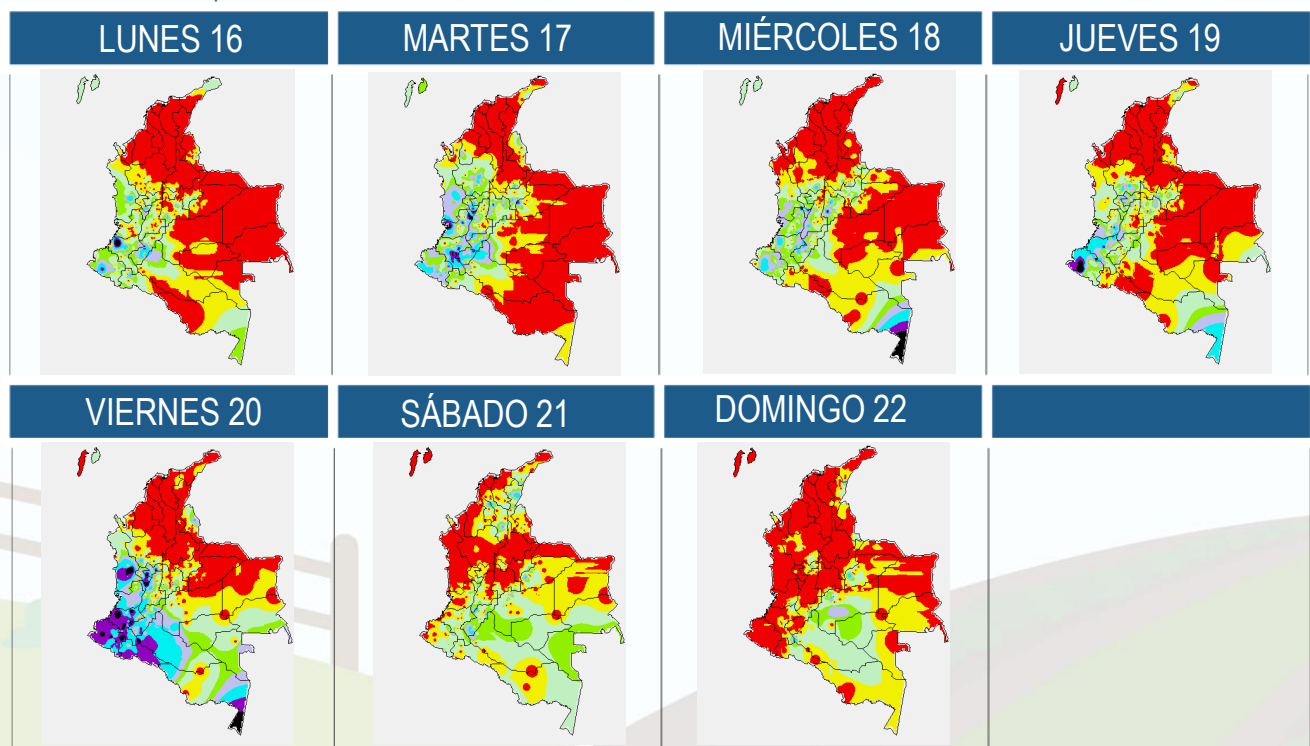 LUNES 16
MARTES 17
MIÉRCOLES 18
JUEVES 19
VIERNES 20
SÁBADO 21
DOMINGO 22